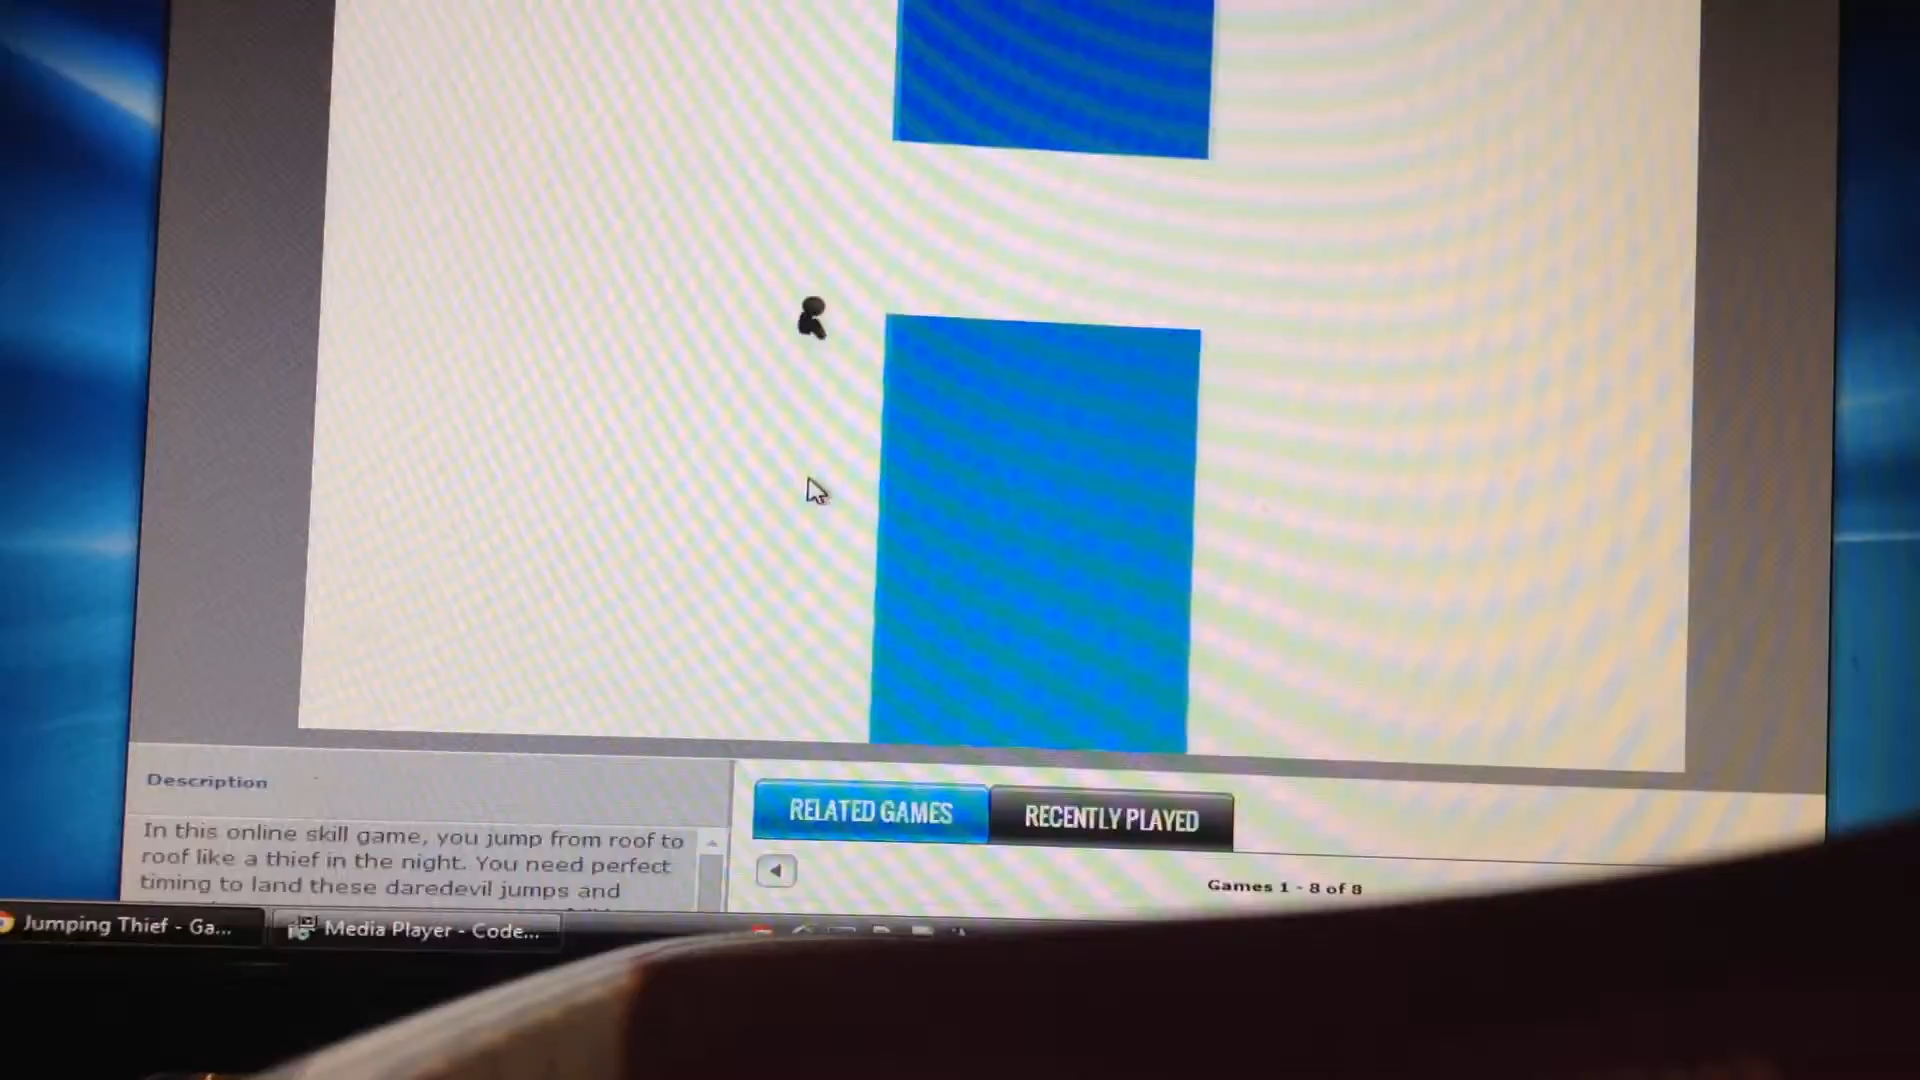 Description
In this online skill game, you jump from roof to
roof like a thief in the night. You need perfect
timing to land these daredevil jumps and
RELATED GAMES
RECENTLY PLAYED
Games 1 - 8 of 8
Jumping Thief - Ga...
Media Player - Code...